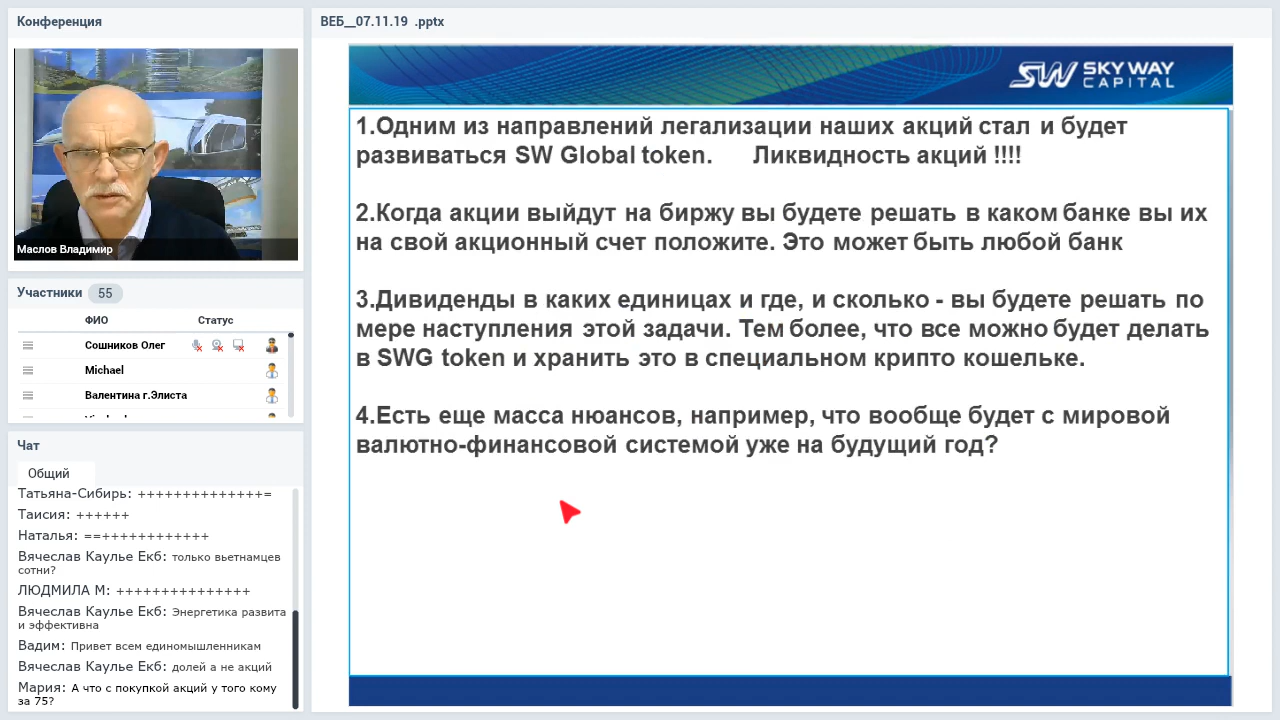 Конференция
Маслов Владимир
Участники 55
ФИО Статус
Сошников Олег
Michael
Валентина г.Элиста
Чат
Общий
Татьяна-Сибирь: ++++++++++++++=
Таисия: ++++++
Наталья: ==++++++++++++
Вячеслав Каулье Екб: только вьетнамцев
сотни?
ЛЮДМИЛА М: +++++++++++++++
Вячеслав Каулье Екб: Энергетика развита
и эффективна
Вадим: Привет всем единомышленникам
Вячеслав Каулье Екб: долей а не акций
Мария: А что с покупкой акций у того кому
за 75?
ВЕБ__07.11.19 .pptx
SW SKY WAY
CAPITAL
1.Одним из направлений легализации наших акций стал и будет
развиваться SW Global token. Ликвидность акций !!!!
2.Когда акции выйдут на биржу вы будете решать в каком банке вы их
на свой акционный счет положите. Это может быть любой банк
3.Дивиденды в каких единицах и где, и сколько - вы будете решать по
мере наступления этой задачи. Тем более, что все можно будет делать
в SWG token и хранить это в специальном крипто кошельке.
4.Есть еще масса нюансов, например, что вообще будет с мировой
валютно-финансовой системой уже на будущий год?